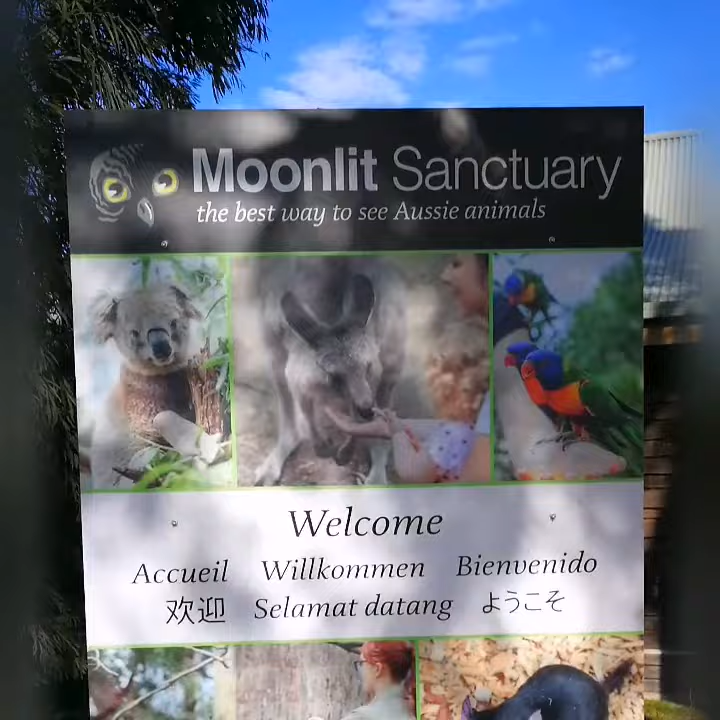 Moonlit Sanctuary
the best way to see Aussie animals
Welcome
Accueil Willkommen Bienvenido
欢迎 Selamat datang ようこそ